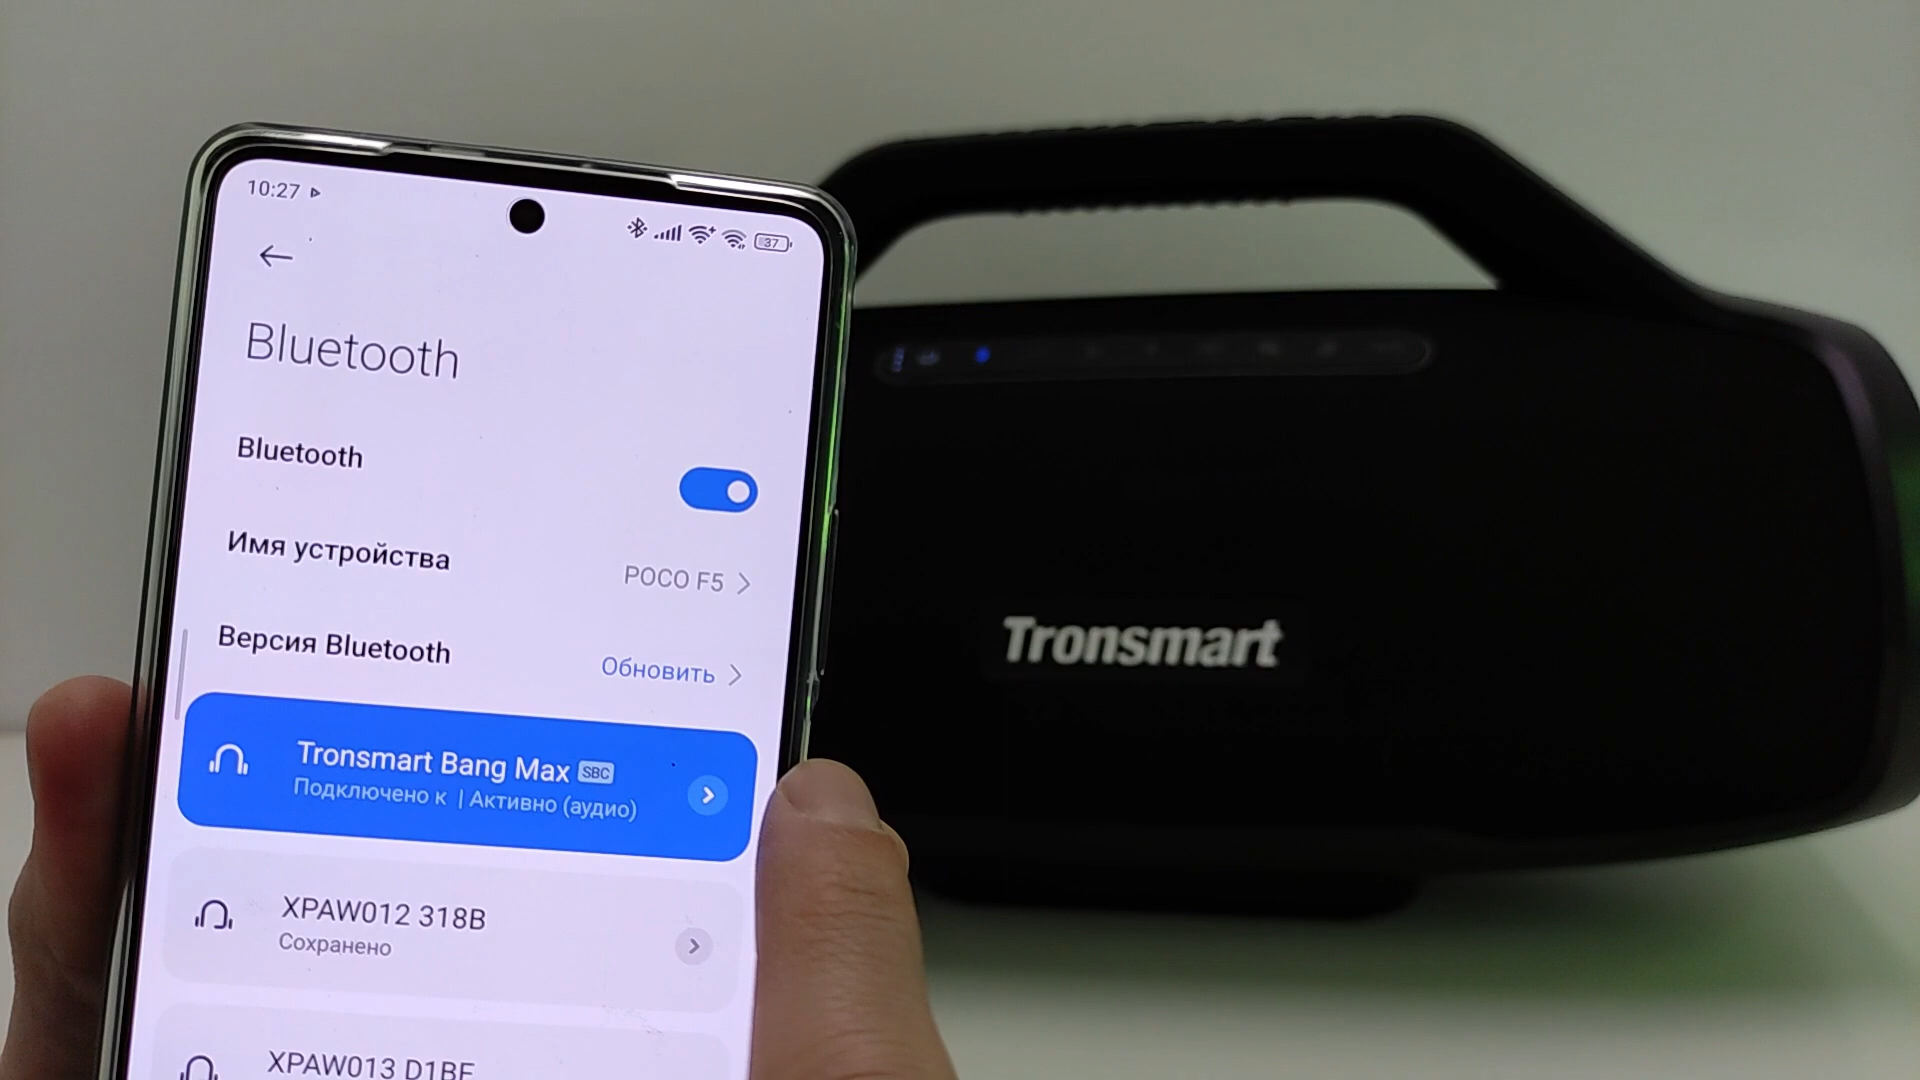 10:27
37
Bluetooth
Bluetooth
Имя устройства
POCO F5
Версия Bluetooth
Обновить
Tronsmart Bang Max SBC
Подключено к | Активно (аудио)
XPAW012 318B
Сохранено
XPAW013 D1BE
Tronsmart